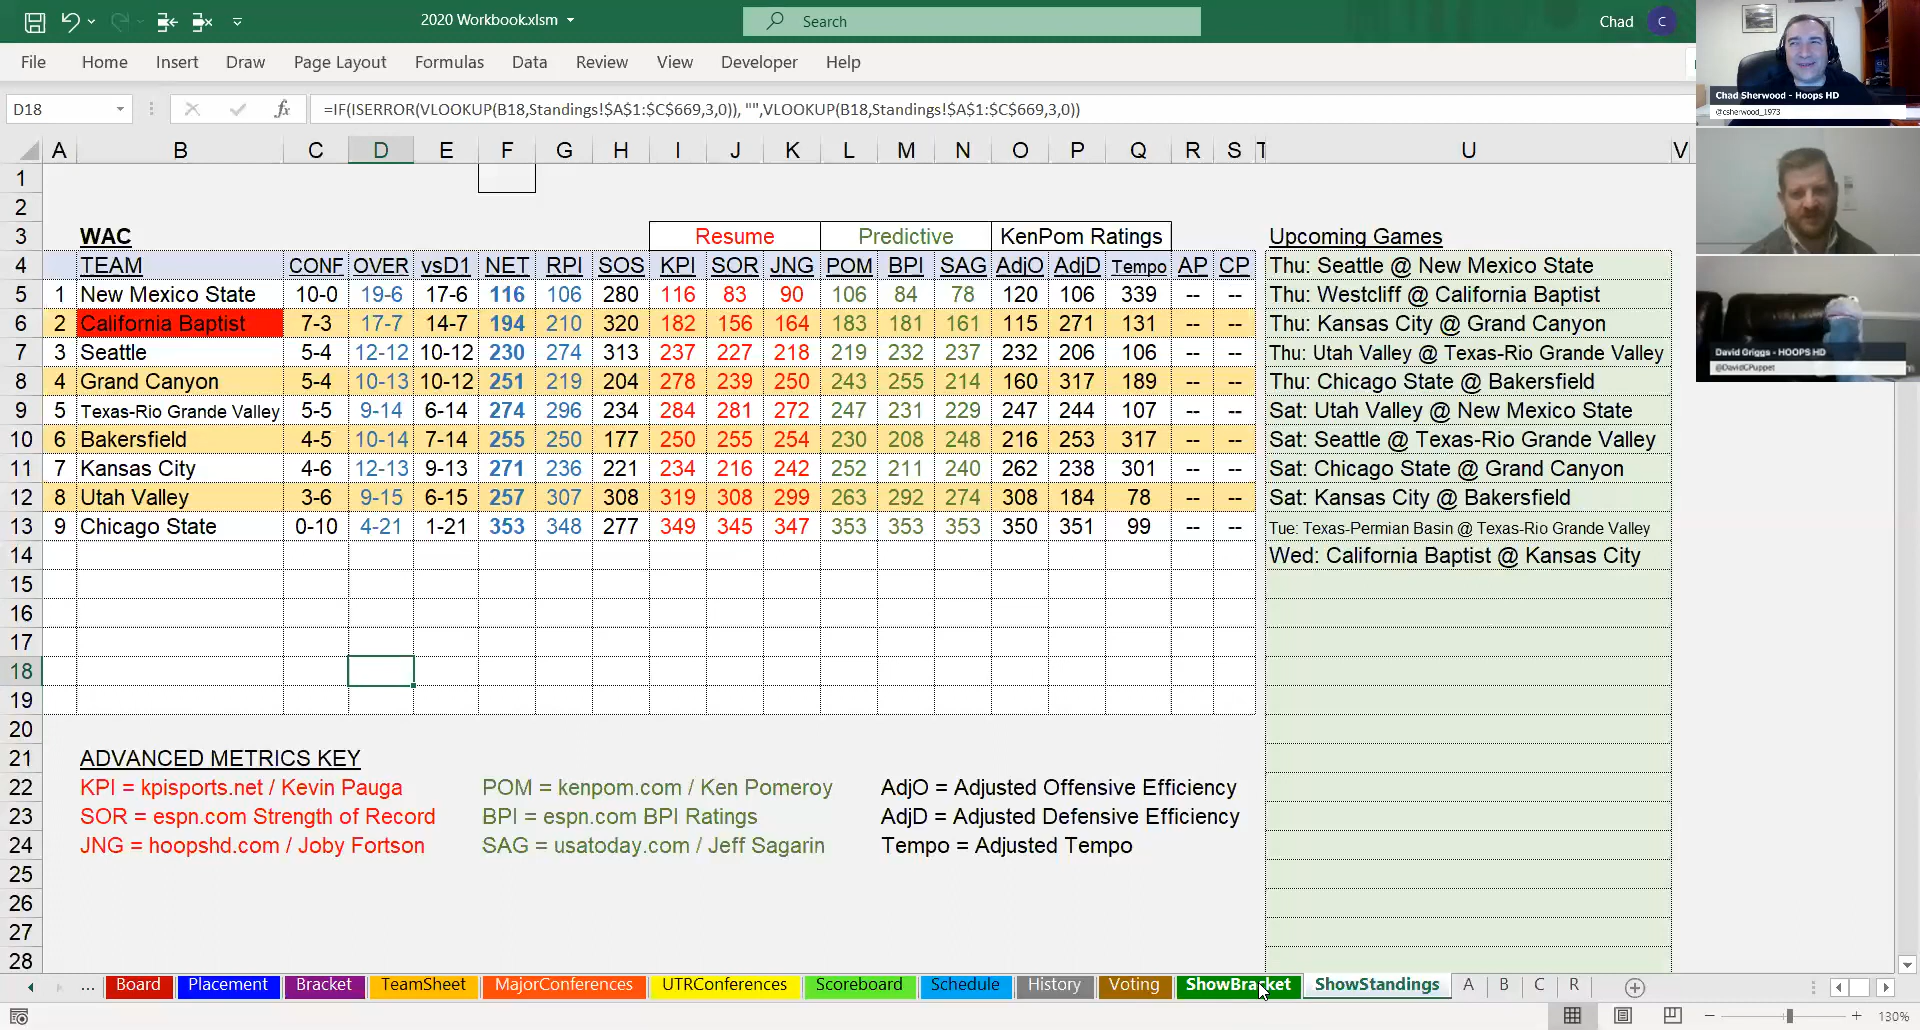 2020 Workbook.xlsm
Search
Chad
C
File Home Insert Draw Page Layout Formulas Data Review View Developer Help
D18
fx
=IF(ISERROR(VLOOKUP(B18,Standings!$A$1:$C$669,3,0)), "",VLOOKUP(B18,Standings!$A$1:$C$669,3,0))
Chad Sherwood - Hoops HD
@csherwood_1973
David Griggs - HOOPS HD
@DavidCPuppet
A B C D E F G H I J K L M N O P Q R S T U V
1
2
3 WAC Resume Predictive KenPom Ratings Upcoming Games
4 TEAM CONF OVER vsD1 NET RPI SOS KPI SOR JNG POM BPI SAG AdjO AdjD Tempo AP CP Thu: Seattle @ New Mexico State
5 1 New Mexico State 10-0 19-6 17-6 116 106 280 116 83 90 106 84 78 120 106 339 -- -- Thu: Westcliff @ California Baptist
6 2 California Baptist 7-3 17-7 14-7 194 210 320 182 156 164 183 181 161 115 271 131 -- -- Thu: Kansas City @ Grand Canyon
7 3 Seattle 5-4 12-12 10-12 230 274 313 237 227 218 219 232 237 232 206 106 -- -- Thu: Utah Valley @ Texas-Rio Grande Valley
8 4 Grand Canyon 5-4 10-13 10-12 251 219 204 278 239 250 243 255 214 160 317 189 -- -- Thu: Chicago State @ Bakersfield
9 5 Texas-Rio Grande Valley 5-5 9-14 6-14 274 296 234 284 281 272 247 231 229 247 244 107 -- -- Sat: Utah Valley @ New Mexico State
10 6 Bakersfield 4-5 10-14 7-14 255 250 177 250 255 254 230 208 248 216 253 317 -- -- Sat: Seattle @ Texas-Rio Grande Valley
11 7 Kansas City 4-6 12-13 9-13 271 236 221 234 216 242 252 211 240 262 238 301 -- -- Sat: Chicago State @ Grand Canyon
12 8 Utah Valley 3-6 9-15 6-15 257 307 308 319 308 299 263 292 274 308 184 78 -- -- Sat: Kansas City @ Bakersfield
13 9 Chicago State 0-10 4-21 1-21 353 348 277 349 345 347 353 353 353 350 351 99 -- -- Tue: Texas-Permian Basin @ Texas-Rio Grande Valley
14 Wed: California Baptist @ Kansas City
15
16
17
18
19
20
21 ADVANCED METRICS KEY
22 KPI = kpisports.net / Kevin Pauga POM = kenpom.com / Ken Pomeroy AdjO = Adjusted Offensive Efficiency
23 SOR = espn.com Strength of Record BPI = espn.com BPI Ratings AdjD = Adjusted Defensive Efficiency
24 JNG = hoopshd.com / Joby Fortson SAG = usatoday.com / Jeff Sagarin Tempo = Adjusted Tempo
25
26
27
28
... Board Placement Bracket TeamSheet MajorConferences UTRConferences Scoreboard Schedule History Voting ShowBracket ShowStandings A B C R
130%